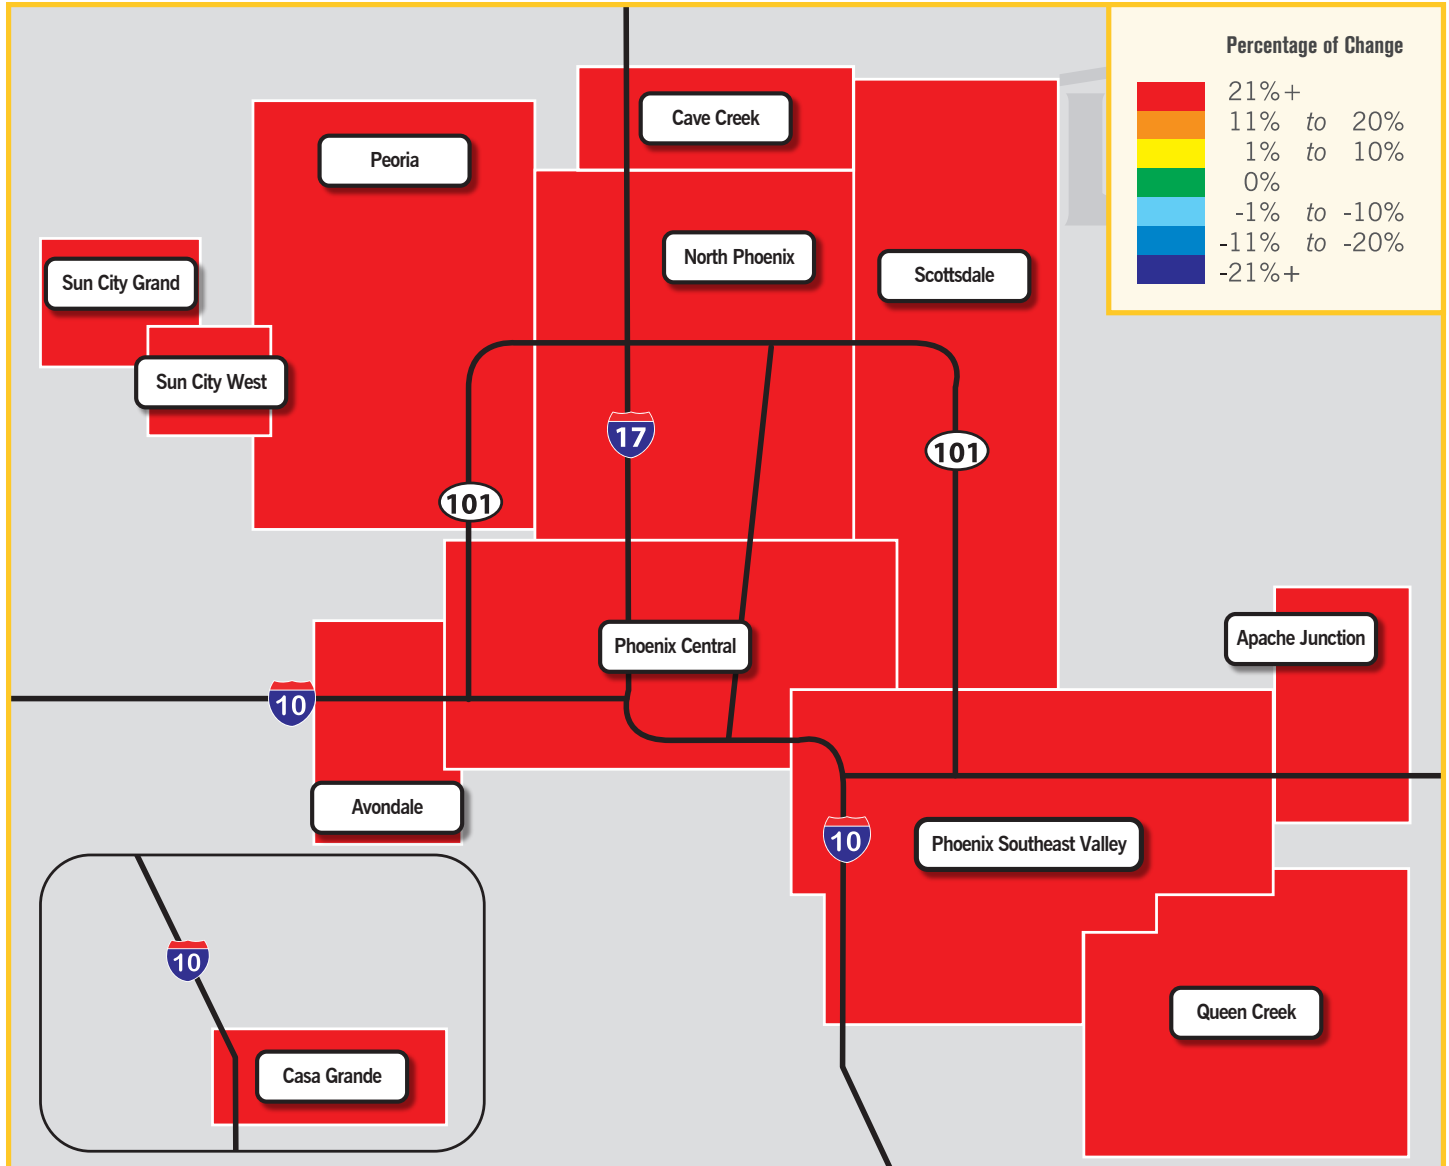 Percentage of Change
21%+
11% to 20%
1% to 10%
0%
-1% to -10%
-11% to -20%
-21%+
Cave Creek
Peoria
North Phoenix
Scottsdale
Sun City Grand
Sun City West
17
101
101
Phoenix Central
Apache Junction
10
Avondale
10
Phoenix Southeast Valley
10
Queen Creek
Casa Grande